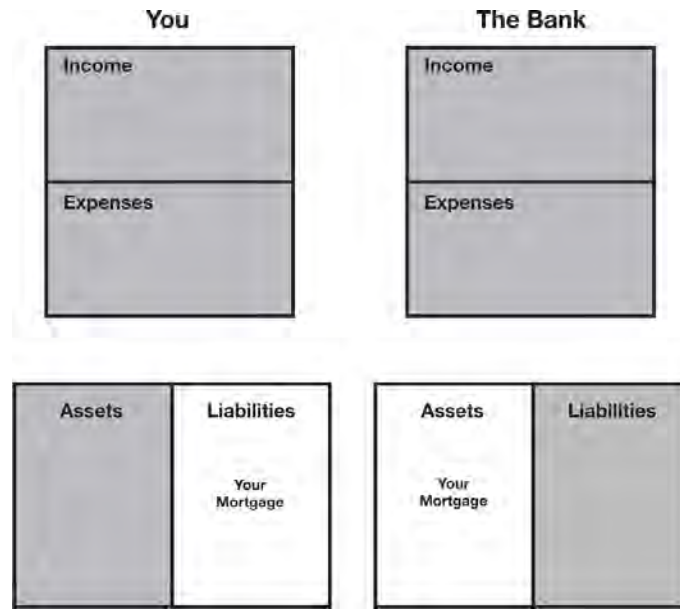 You
The Bank
Income
Income
Expenses
Expenses
Assets
Liabilities
Assets
Liabilities
Your
Mortgage
Your
Mortgage